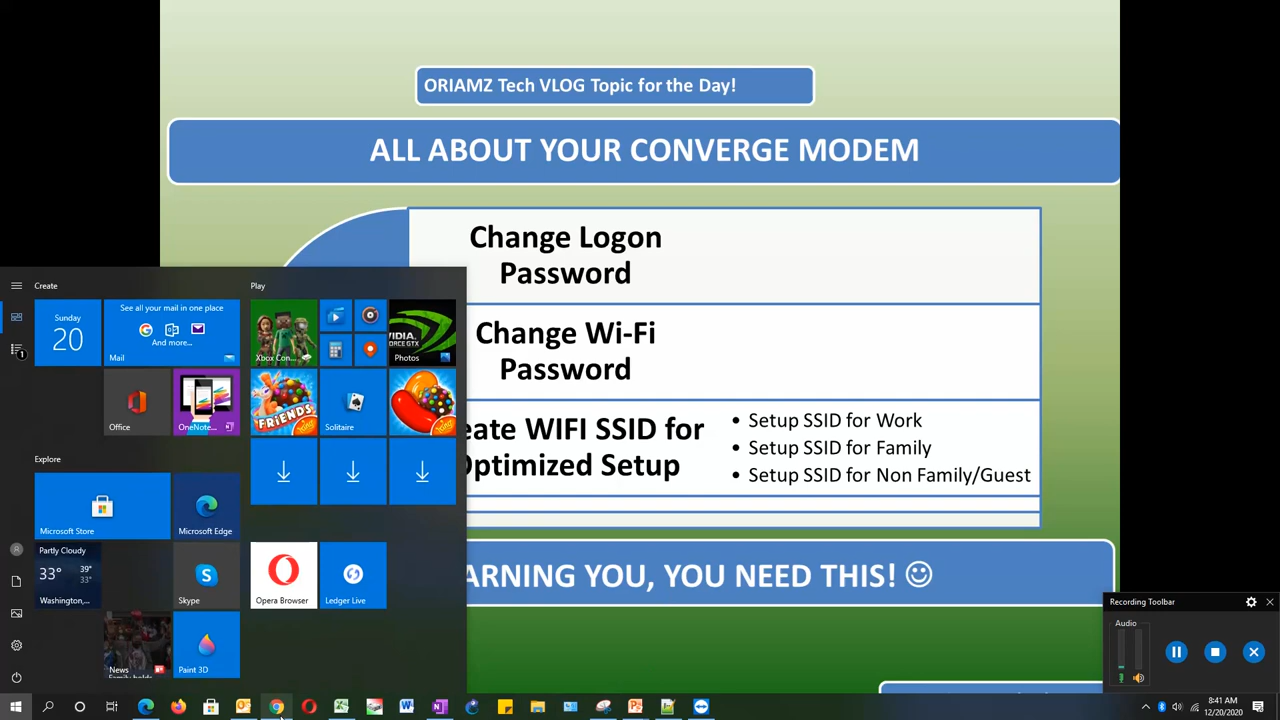 ORIAMZ Tech VLOG Topic for the Day!
ALL ABOUT YOUR CONVERGE MODEM
Change Logon
Password
Change Wi-Fi
Password
eate WIFI SSID for
Optimized Setup
• Setup SSID for Work
• Setup SSID for Family
• Setup SSID for Non Family/Guest
ARNING YOU, YOU NEED THIS!
Create
Play
Sunday
20
See all your mail in one place
And more...
Mail
Xbox Con...
Photos
Office
OneNote...
FRIENDS
Solitaire
Explore
Microsoft Store
Microsoft Edge
Partly Cloudy
33°
39°
33°
Washington,...
Skype
Opera Browser
Ledger Live
News
Paint 3D
1
Recording Toolbar
Audio
8:41 AM
12/20/2020